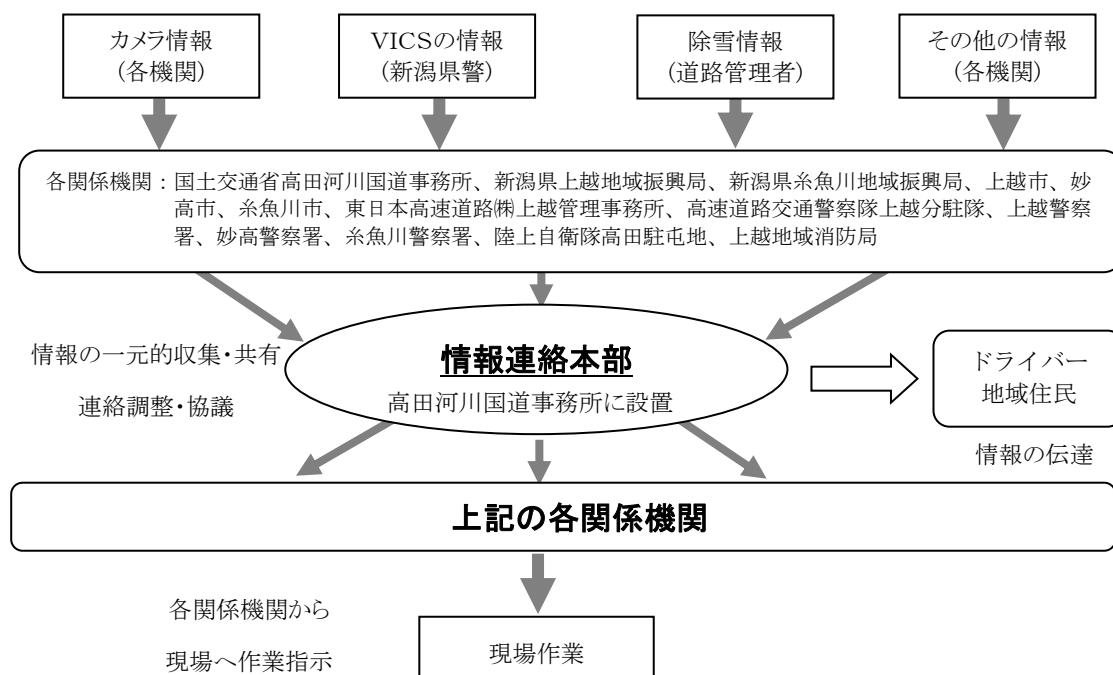 カメラ情報
(各機関)
VICSの情報
(新潟県警)
除雪情報
(道路管理者)
その他の情報
(各機関)
各関係機関：国土交通省高田河川国道事務所、新潟県上越地域振興局、新潟県糸魚川地域振興局、上越市、妙
高市、糸魚川市、東日本高速道路㈱上越管理事務所、高速道路交通警察隊上越分駐隊、上越警察
署、妙高警察署、糸魚川警察署、陸上自衛隊高田駐屯地、上越地域消防局
情報の一元的収集・共有
連絡調整・協議
情報連絡本部
高田河川国道事務所に設置
ドライバー
地域住民
情報の伝達
上記の各関係機関
各関係機関から
現場へ作業指示
現場作業